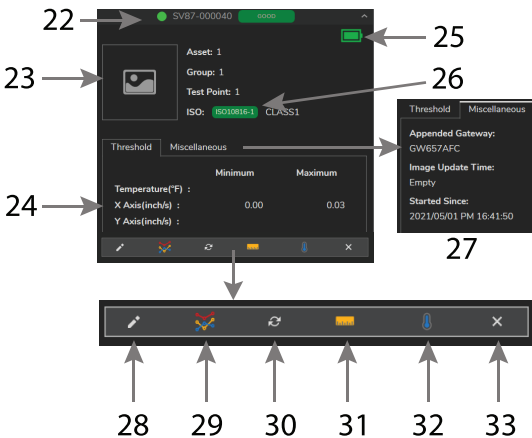 22
SV87-000040 GOOD
25
23
Asset: 1
Group: 1
Test Point: 1
ISO: ISO10816-1 CLASS1
26
Threshold Miscellaneous
Minimum Maximum
Temperature(°F) :
X Axis(inch/s) : 0.00 0.03
Y Axis(inch/s) :
24
Threshold Miscellaneous
Appended Gateway:
GW657AFC
Image Update Time:
Empty
Started Since:
2021/05/01 PM 16:41:50
27
28 29 30 31 32 33